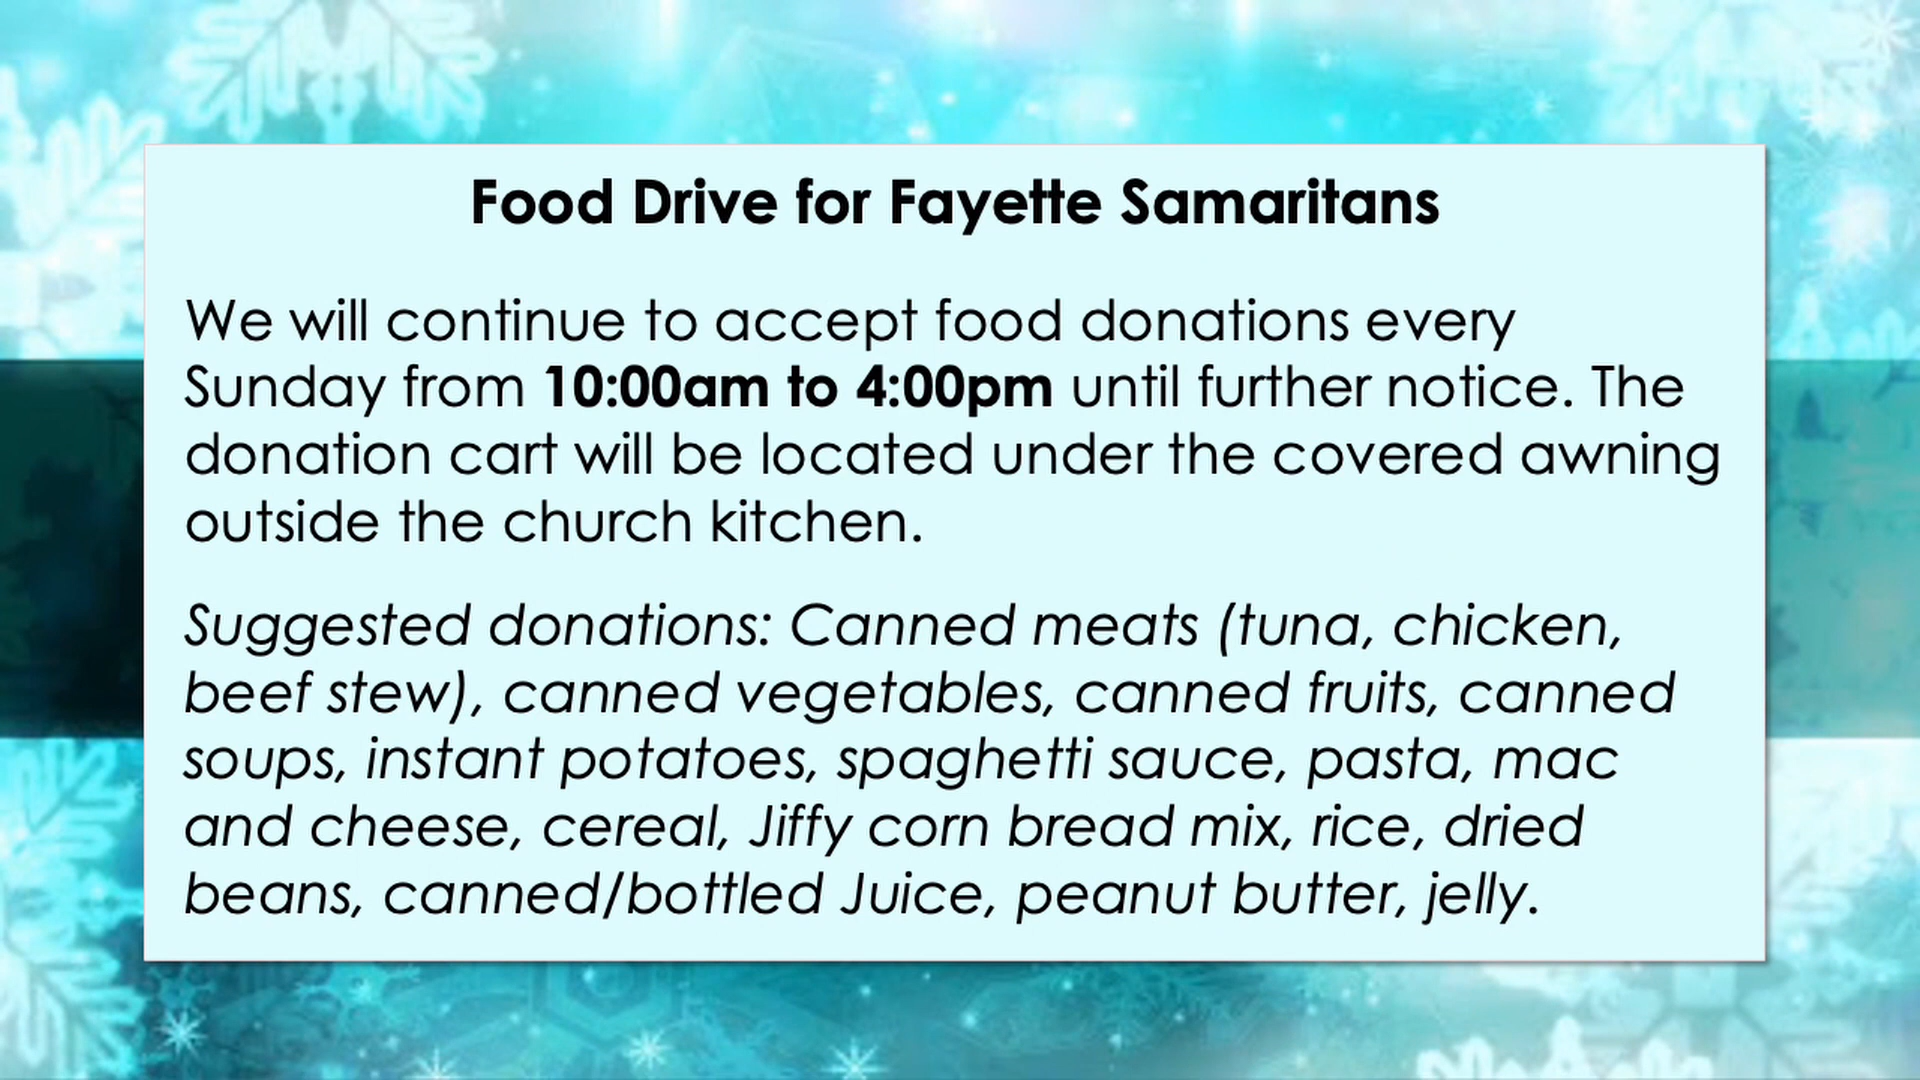 Food Drive for Fayette Samaritans
We will continue to accept food donations every
Sunday from 10:00am to 4:00pm until further notice. The
donation cart will be located under the covered awning
outside the church kitchen.
Suggested donations: Canned meats (tuna, chicken,
beef stew), canned vegetables, canned fruits, canned
soups, instant potatoes, spaghetti sauce, pasta, mac
and cheese, cereal, Jiffy corn bread mix, rice, dried
beans, canned/bottled Juice, peanut butter, jelly.